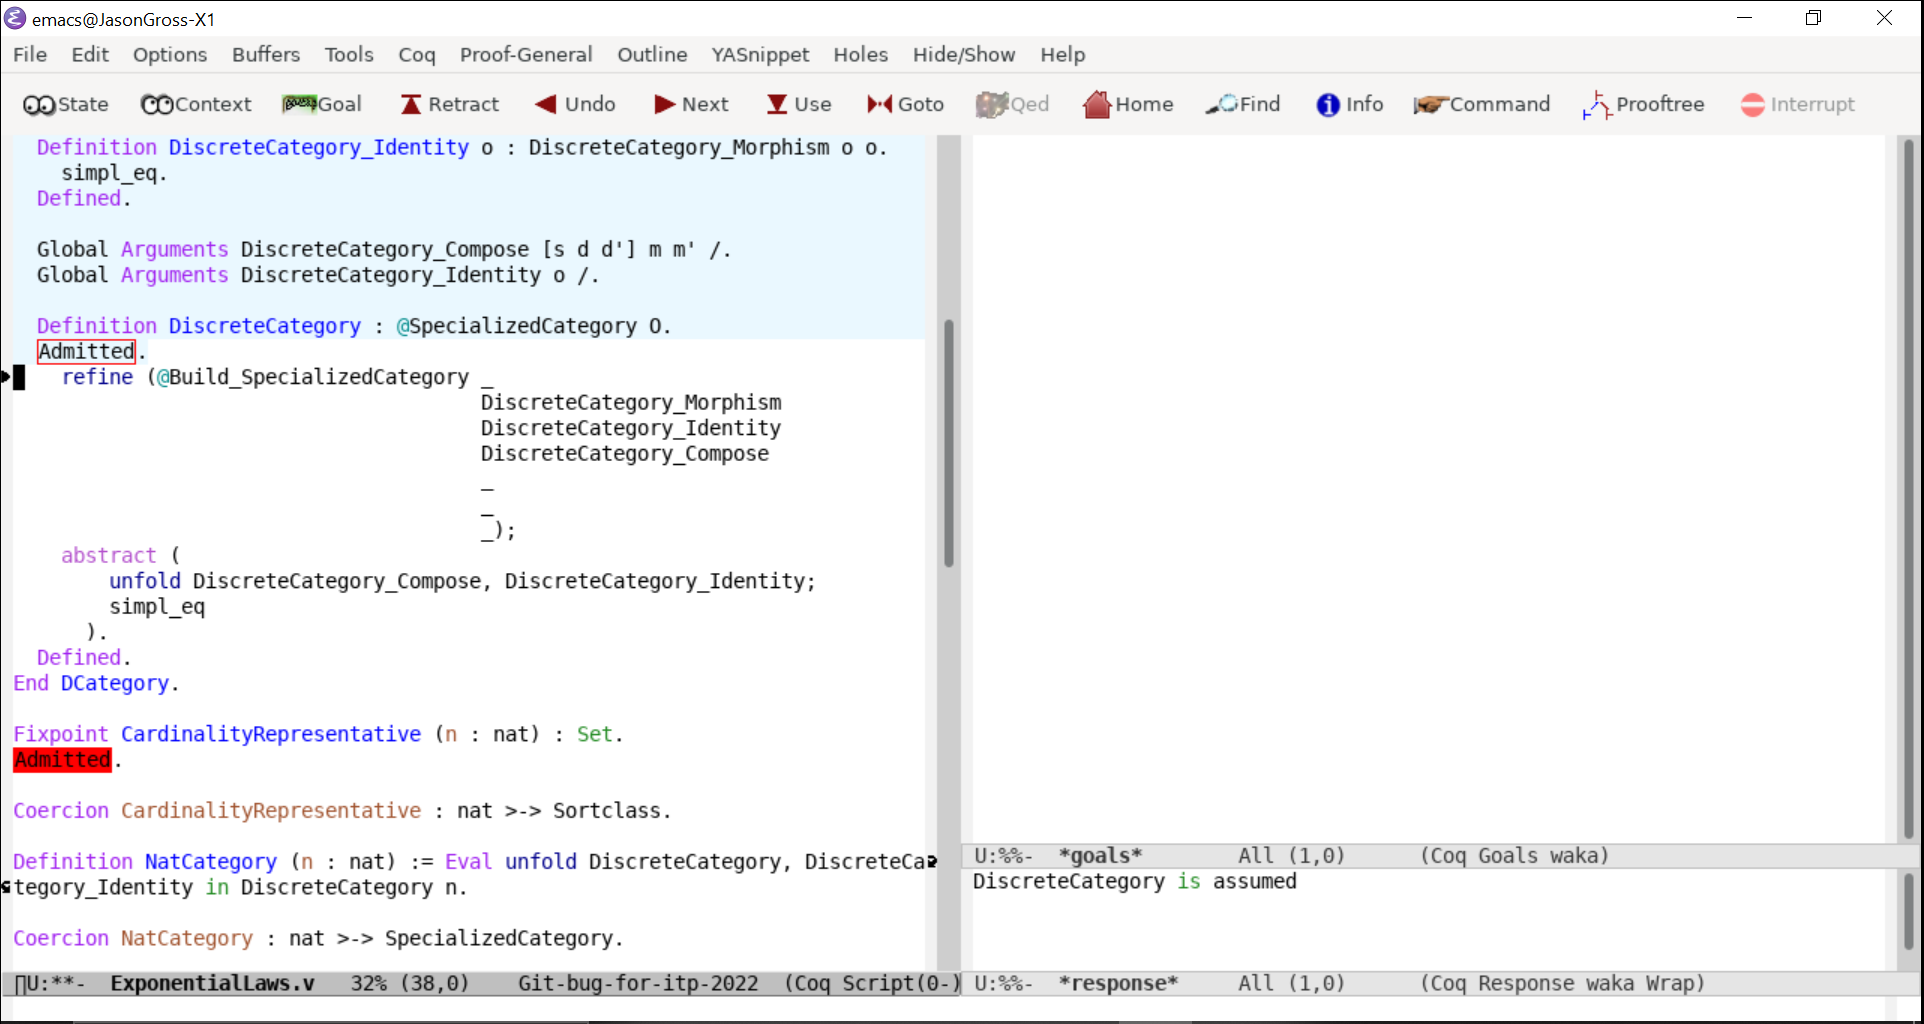 emacs@JasonGross-X1
File Edit Options Buffers Tools Coq Proof-General Outline YASnippet Holes Hide/Show Help
State Context Goal Retract Undo Next Use Goto Qed Home Find Info Command Prooftree Interrupt
Definition DiscreteCategory_Identity o : DiscreteCategory_Morphism o o.
simpl_eq.
Defined.
Global Arguments DiscreteCategory_Compose [s d d'] m m' /.
Global Arguments DiscreteCategory_Identity o /.
Definition DiscreteCategory : @SpecializedCategory O.
Admitted.
refine (@Build_SpecializedCategory _
DiscreteCategory_Morphism
DiscreteCategory_Identity
DiscreteCategory_Compose
_
_
_);
abstract (
unfold DiscreteCategory_Compose, DiscreteCategory_Identity;
simpl_eq
).
Defined.
End DCategory.
Fixpoint CardinalityRepresentative (n : nat) : Set.
Admitted.
Coercion CardinalityRepresentative : nat >-> Sortclass.
Definition NatCategory (n : nat) := Eval unfold DiscreteCategory, DiscreteCa
tegory_Identity in DiscreteCategory n.
Coercion NatCategory : nat >-> SpecializedCategory.
U:**- ExponentialLaws.v 32% (38,0) Git-bug-for-itp-2022 (Coq Script(0-)
U:%%- *goals* All (1,0) (Coq Goals waka)
DiscreteCategory is assumed
U:%%- *response* All (1,0) (Coq Response waka Wrap)